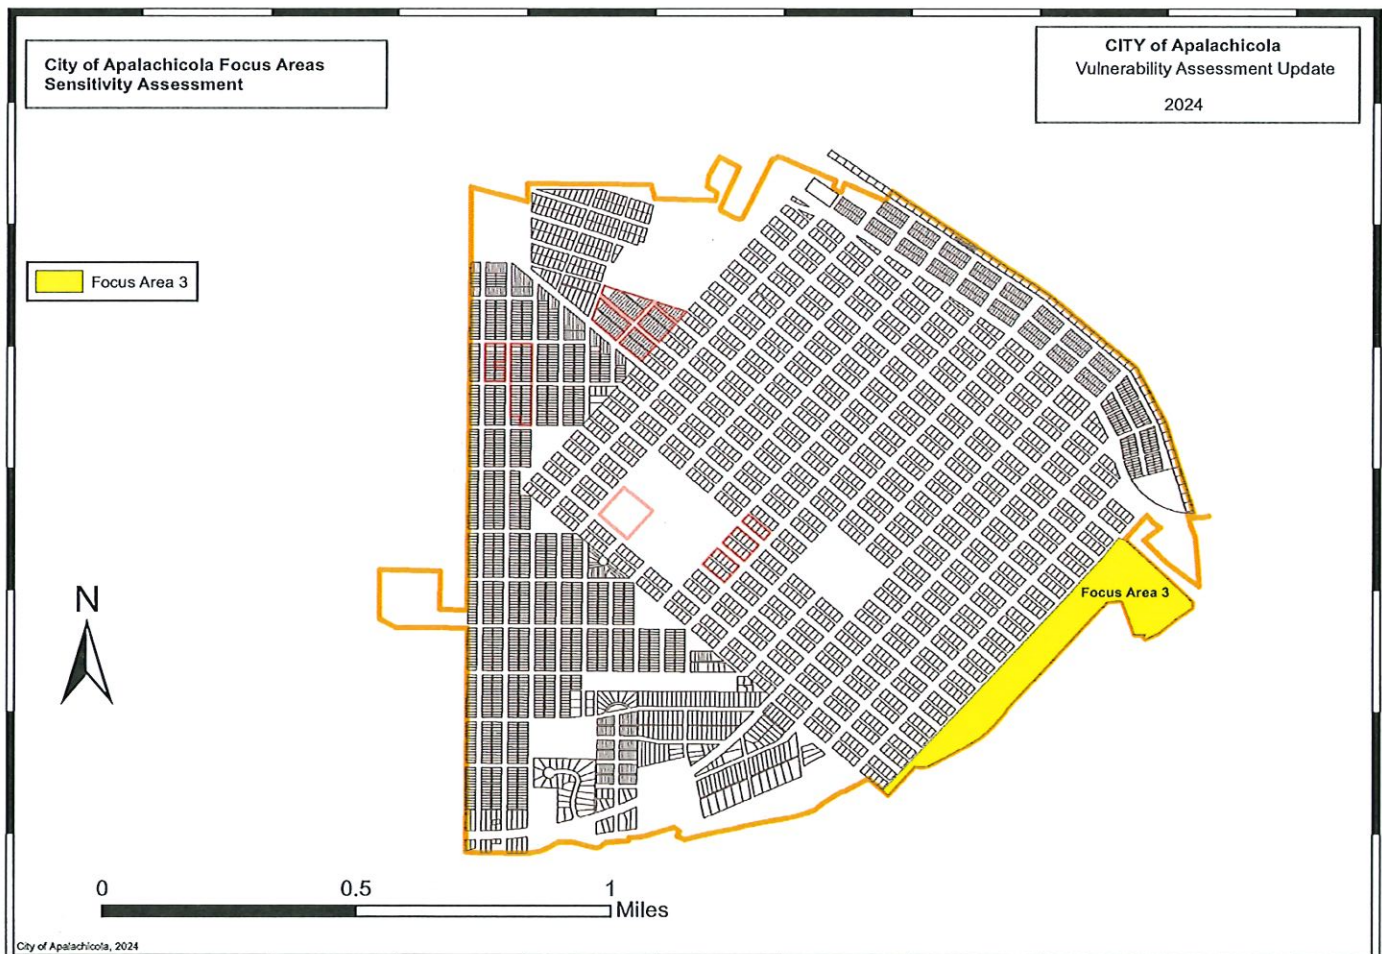 City of Apalachicola Focus Areas
Sensitivity Assessment
CITY of Apalachicola
Vulnerability Assessment Update
2024
Focus Area 3
Focus Area 3
N
0 0.5 1
Miles
City of Apalachicola, 2024